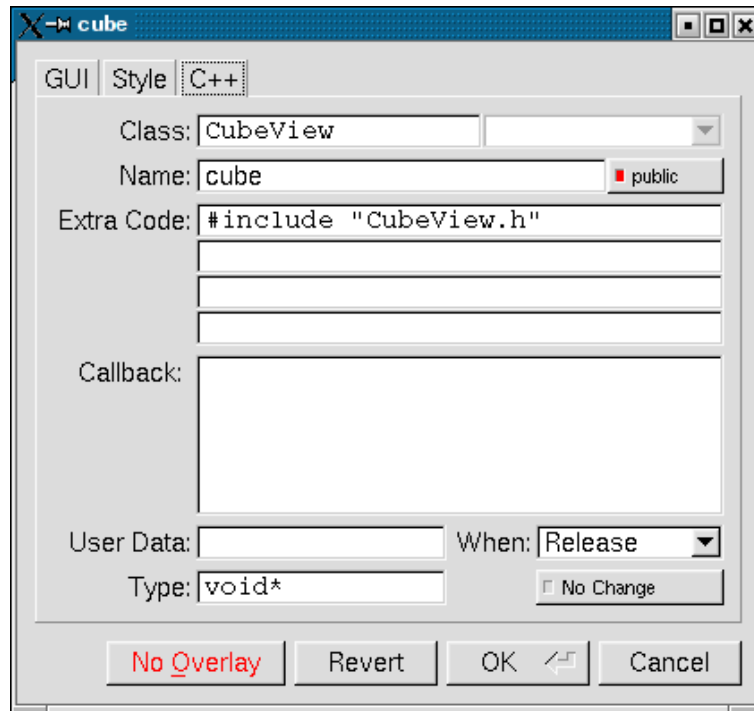 cube
GUI Style C++
Class: CubeView
Name: cube public
Extra Code: #include "CubeView.h"
Callback:
User Data: When: Release
Type: void* No Change
No Overlay Revert OK Cancel